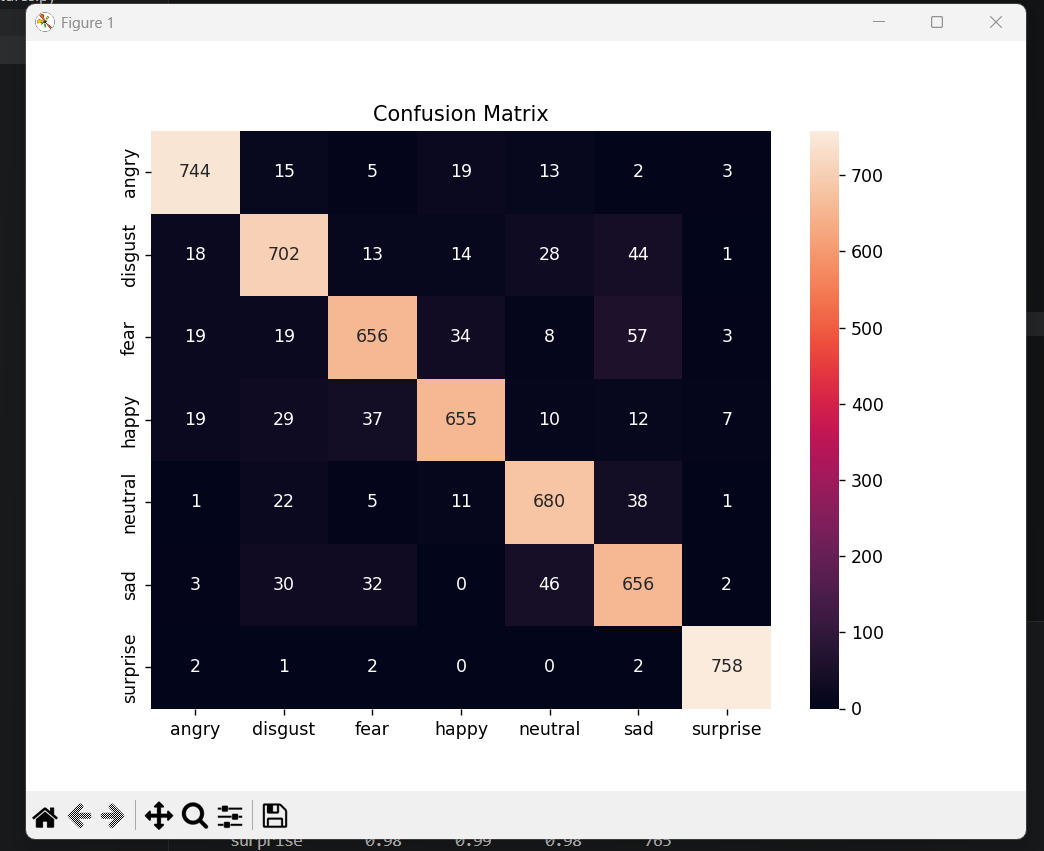 Figure 1
Confusion Matrix
angry 744 15 5 19 13 2 3
disgust 18 702 13 14 28 44 1
fear 19 19 656 34 8 57 3
happy 19 29 37 655 10 12 7
neutral 1 22 5 11 680 38 1
sad 3 30 32 0 46 656 2
surprise 2 1 2 0 0 2 758
angry disgust fear happy neutral sad surprise
700
600
500
400
300
200
100
0
surprise 0.98 0.99 0.98 765